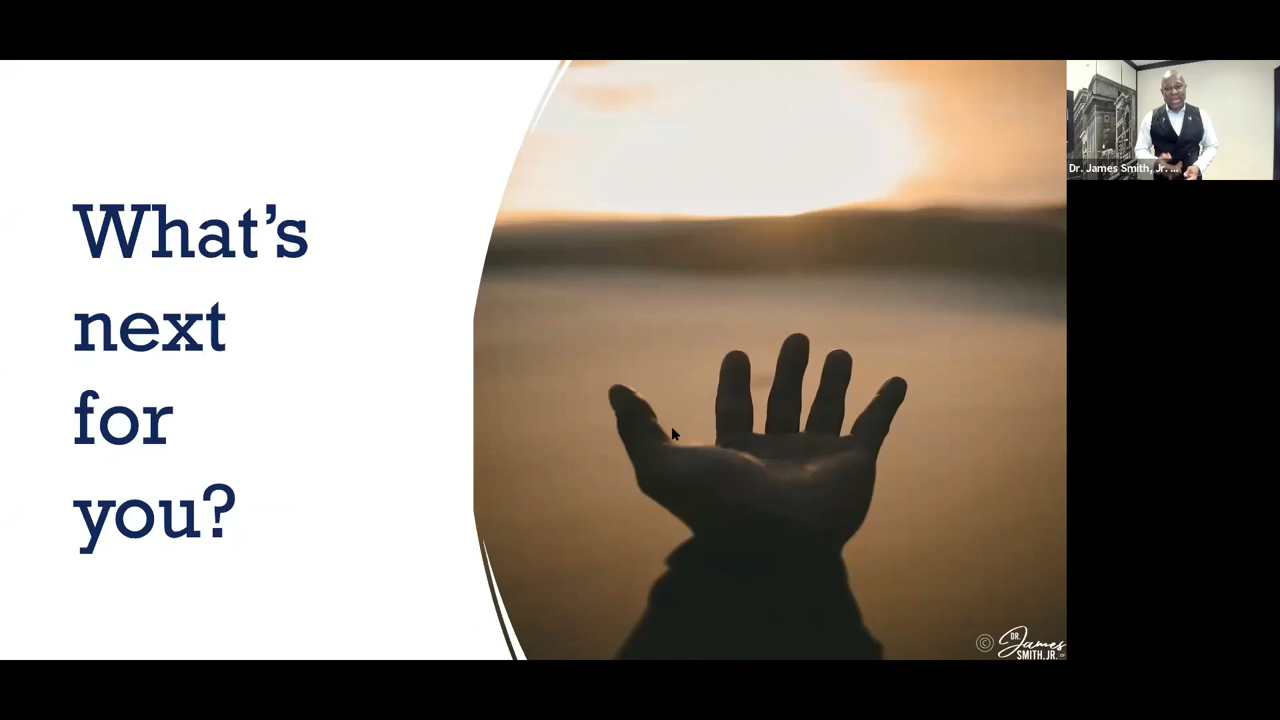 What's
next
for
you?
Dr. James Smith, Jr. ...
© DR.
James
SMITH, JR.